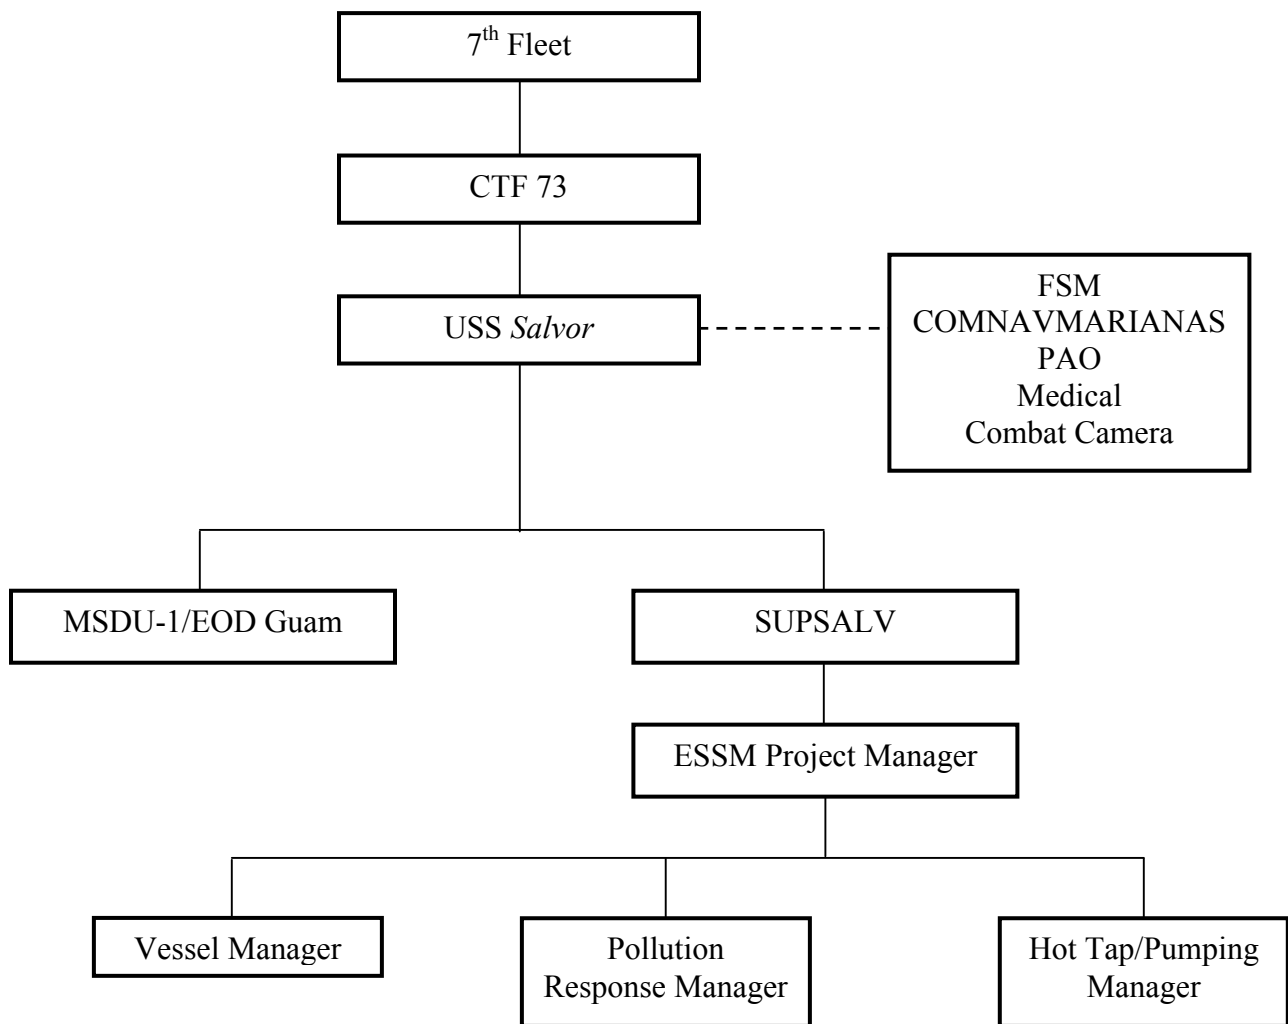 7th Fleet
CTF 73
USS Salvor
FSM
COMNAVMARIANAS
PAO
Medical
Combat Camera
MSDU-1/EOD Guam
SUPSALV
ESSM Project Manager
Vessel Manager
Pollution
Response Manager
Hot Tap/Pumping
Manager